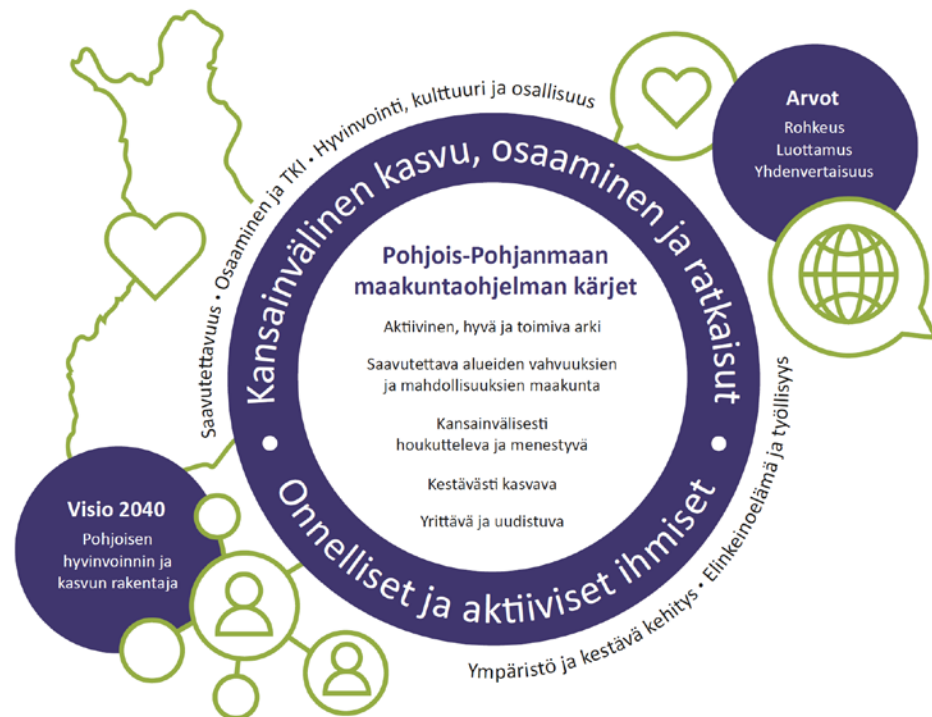 Saavutettavuus • Osaaminen ja TKI • Hyvinvointi, kulttuuri ja osallisuus
Arvot
Rohkeus
Luottamus
Yhdenvertaisuus
Kansainvälinen kasvu, osaaminen ja ratkaisut
Pohjois-Pohjanmaan
maakuntaohjelman kärjet
Aktiivinen, hyvä ja toimiva arki
Saavutettava alueiden vahvuuksien
ja mahdollisuuksien maakunta
Kansainvälisesti
houkutteleva ja menestyvä
Kestävästi kasvava
Yrittävä ja uudistuva
• Onnelliset ja aktiiviset ihmiset •
Visio 2040
Pohjoisen
hyvinvoinnin ja
kasvun rakentaja
Ympäristö ja kestävä kehitys • Elinkeinoelämä ja työllisyys